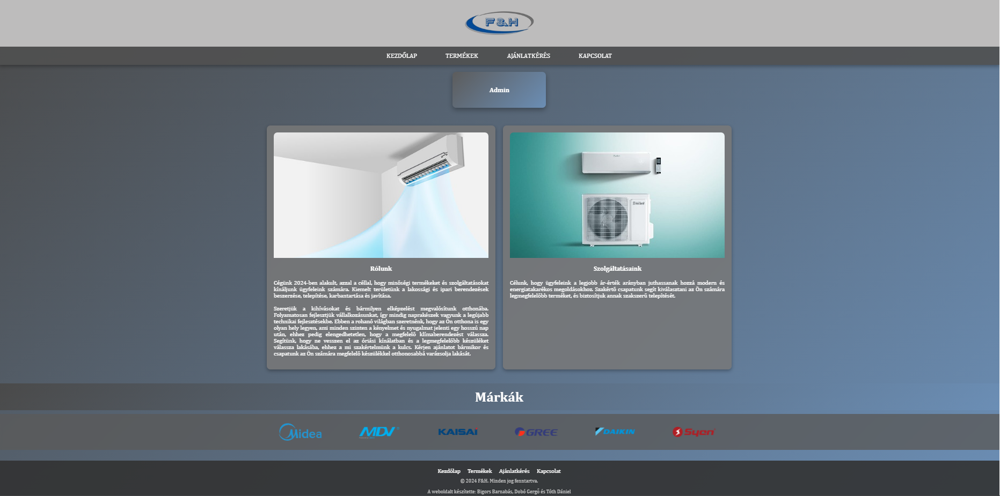 F&H
KEZDŐLAP TERMÉKEK AJÁNLATKÉRÉS KAPCSOLAT
Admin
Rólunk
Cégünk 2024-ben alakult, azzal a céllal, hogy minőségi termékeket és szolgáltatásokat
kínáljunk ügyfeleink számára. Kiemelt területünk a lakossági és ipari berendezések
beszerzése, telepítése, karbantartása és javítása.
Szeretjük a kihívásokat és bármilyen elképzelést megvalósítunk otthonába.
Folyamatosan fejlesztjük vállalkozásunkat, így mindig naprakészek vagyunk a legújabb
technikai fejlesztésekbe. Ebben a rohanó világban szeretnénk, hogy az Ön otthona is egy
olyan hely legyen, ami minden szinten a kényelmet és nyugalmat jelenti egy hosszú nap
után, ehhez pedig elengedhetetlen, hogy a megfelelő klímaberendezést válassza.
Segítünk, hogy ne vesszen el az óriási kínálatban és a legmegfelelőbb készüléket
válassza lakásába, ehhez a mi szakértelmünk a kulcs. Kérjen ajánlatot bármikor és
csapatunk az Ön számára megfelelő készülékkel otthonosabbá varázsolja lakását.
Vaillant
Szolgáltatásaink
Célunk, hogy ügyfeleink a legjobb ár-érték arányban juthassanak hozzá modern és
energiatakarékos megoldásokhoz. Szakértő csapatunk segít kiválasztani az Ön számára
legmegfelelőbb terméket, és biztosítjuk annak szakszerű telepítését.
Márkák
Midea MDV KAISAI GREE DAIKIN Syen
Kezdőlap Termékek Ajánlatkérés Kapcsolat
© 2024 F&H. Minden jog fenntartva.
A weboldalt készítette: Bigors Barnabás, Dobó Gergő és Tóth Dániel